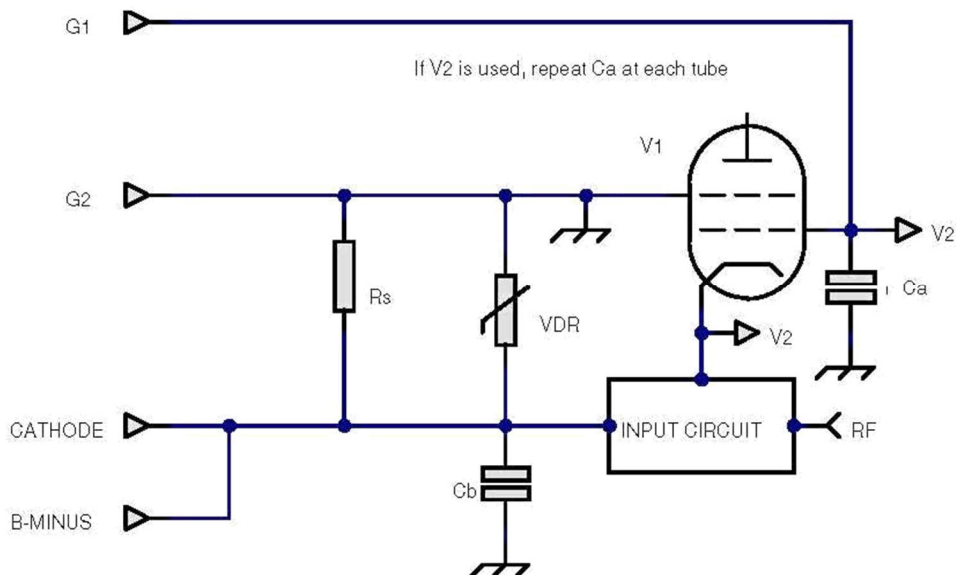 G1
If V2 is used, repeat Ca at each tube
V1
G2
V2
Rs
VDR
Ca
V2
CATHODE
INPUT CIRCUIT
RF
Cb
B-MINUS